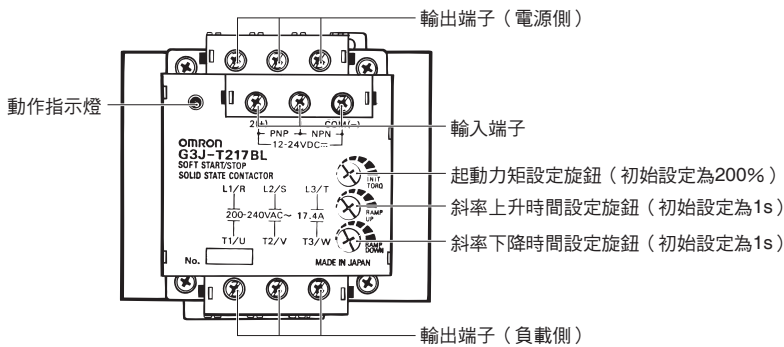 輸出端子（電源側）
動作指示燈
2(+) COM(−)
PNP NPN
12-24VDC⎓
輸入端子
OMRON
G3J-T217BL
SOFT START/STOP
SOLID STATE CONTACTOR
INIT TORQ
起動力矩設定旋鈕（初始設定為200%）
L1/R L2/S L3/T
200-240VAC~ 17.4A
RAMP UP
斜率上升時間設定旋鈕（初始設定為1s）
T1/U T2/V T3/W
RAMP DOWN
斜率下降時間設定旋鈕（初始設定為1s）
No. MADE IN JAPAN
輸出端子（負載側）